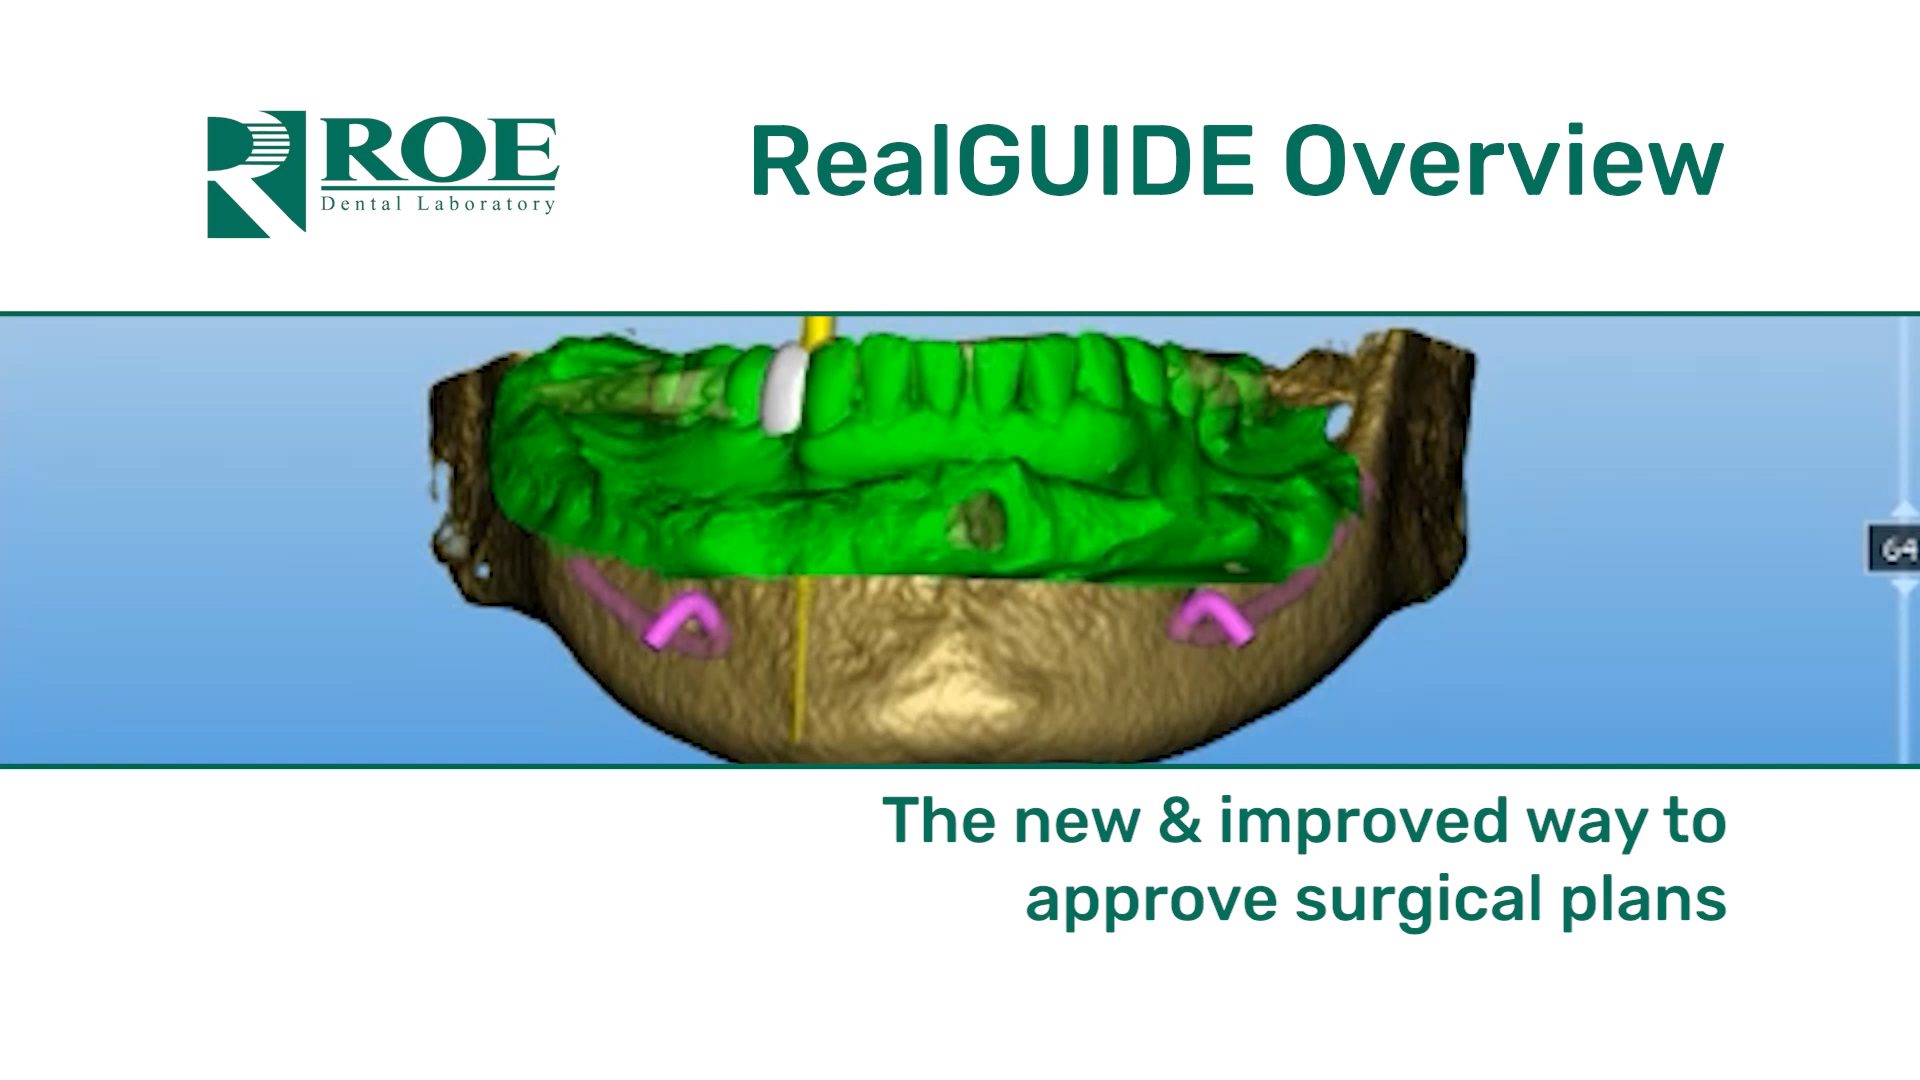 ROE
Dental Laboratory
RealGUIDE Overview
64
The new & improved way to
approve surgical plans